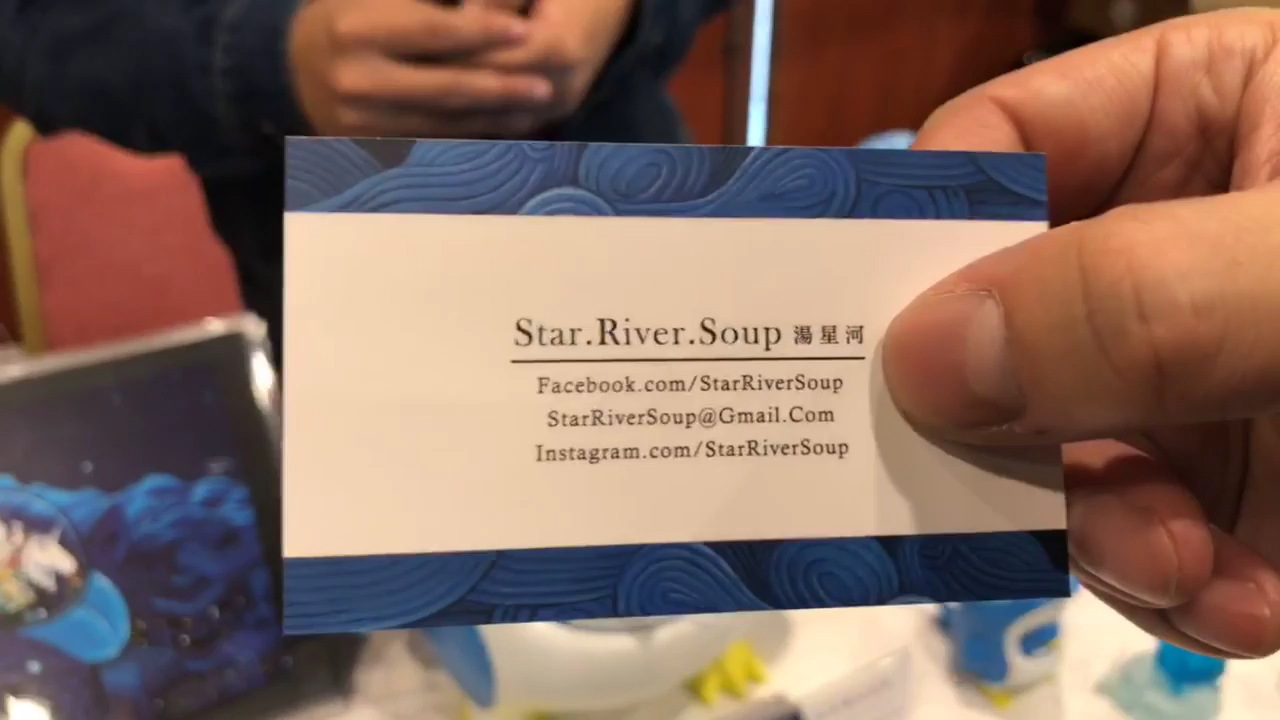 Star.River.Soup 湯星河
Facebook.com/StarRiverSoup
StarRiverSoup@Gmail.Com
Instagram.com/StarRiverSoup